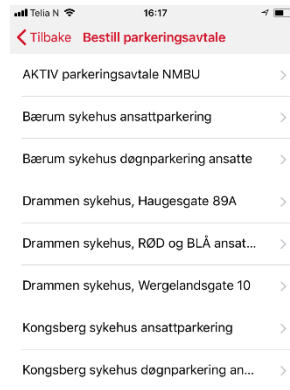 Telia N 16:17
Tilbake Bestill parkeringsavtale
AKTIV parkeringsavtale NMBU
Bærum sykehus ansattparkering
Bærum sykehus døgnparkering ansatte
Drammen sykehus, Haugesgate 89A
Drammen sykehus, RØD og BLÅ ansat...
Drammen sykehus, Wergelandsgate 10
Kongsberg sykehus ansattparkering
Kongsberg sykehus døgnparkering an...